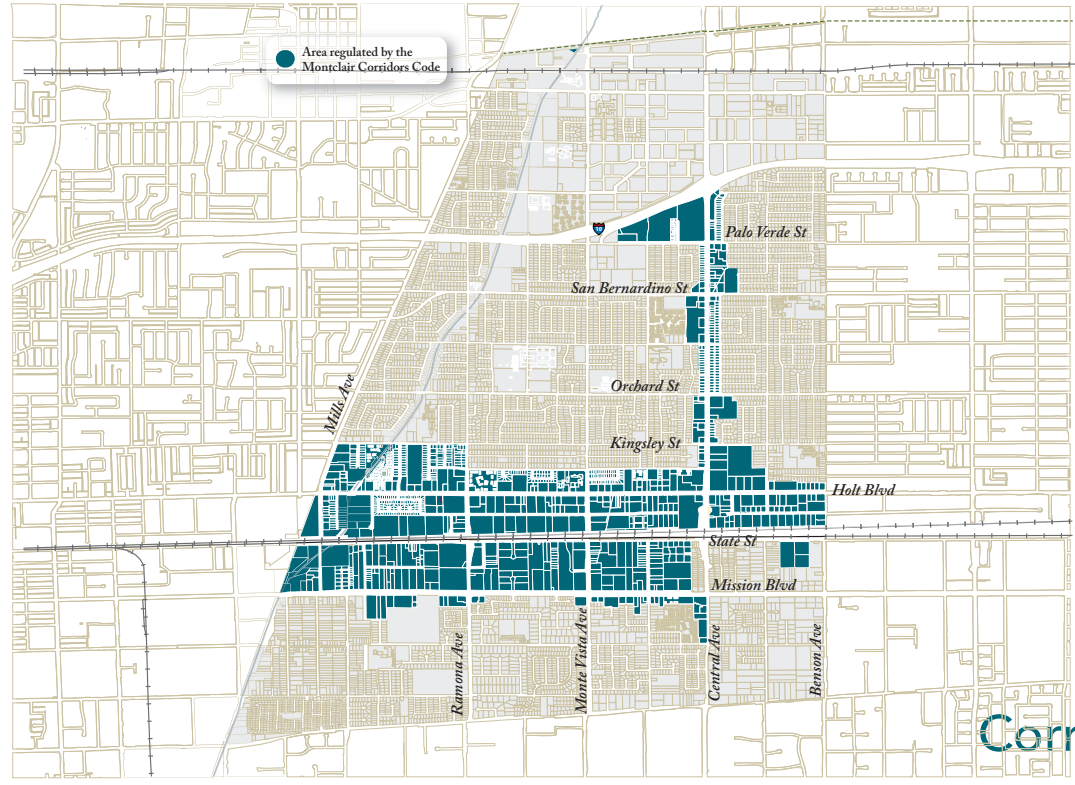 Area regulated by the
Montclair Corridors Code
10
Palo Verde St
San Bernardino St
Mills Ave
Orchard St
Kingsley St
Holt Blvd
State St
Mission Blvd
Ramona Ave
Monte Vista Ave
Central Ave
Benson Ave
Corr